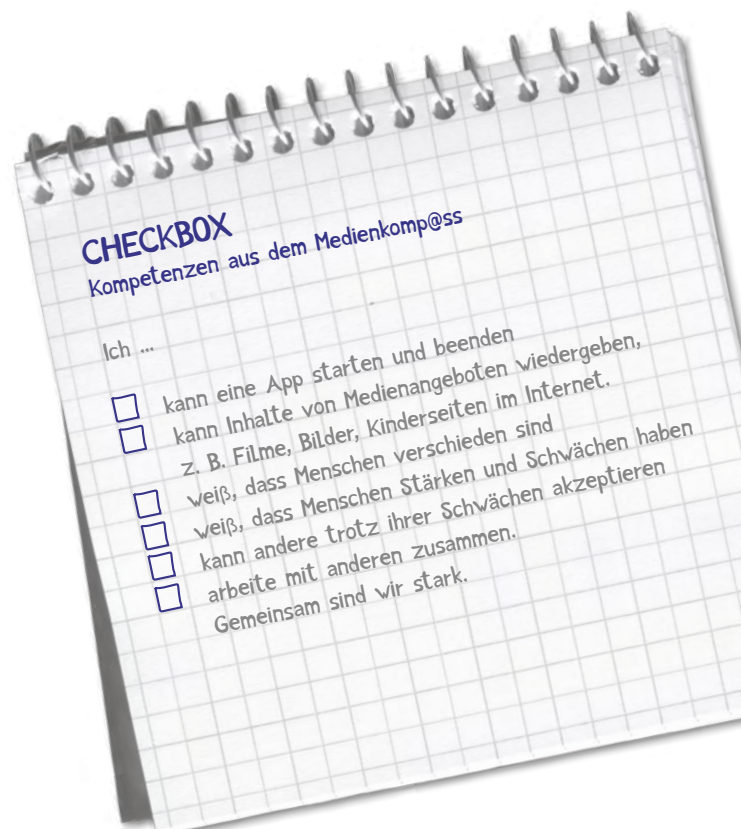 CHECKBOX
Kompetenzen aus dem Medienkomp@ss
Ich ...
kann eine App starten und beenden
kann Inhalte von Medienangeboten wiedergeben,
z. B. Filme, Bilder, Kinderseiten im Internet.
weiß, dass Menschen verschieden sind
weiß, dass Menschen Stärken und Schwächen haben
kann andere trotz ihrer Schwächen akzeptieren
arbeite mit anderen zusammen.
Gemeinsam sind wir stark.